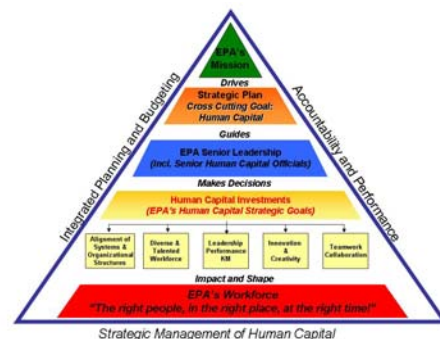 EPA's
Mission
Drives
Strategic Plan
Cross Cutting Goal:
Human Capital
Guides
EPA Senior Leadership
(Incl. Senior Human Capital Officials)
Makes Decisions
Human Capital Investments
(EPA's Human Capital Strategic Goals)
Alignment of
Systems &
Organizational
Structures
Diverse &
Talented
Workforce
Leadership
Performance
KM
Innovation
&
Creativity
Teamwork
Collaboration
Impact and Shape
EPA's Workforce
"The right people, in the right place, at the right time!"
Integrated Planning and Budgeting
Accountability and Performance
Strategic Management of Human Capital